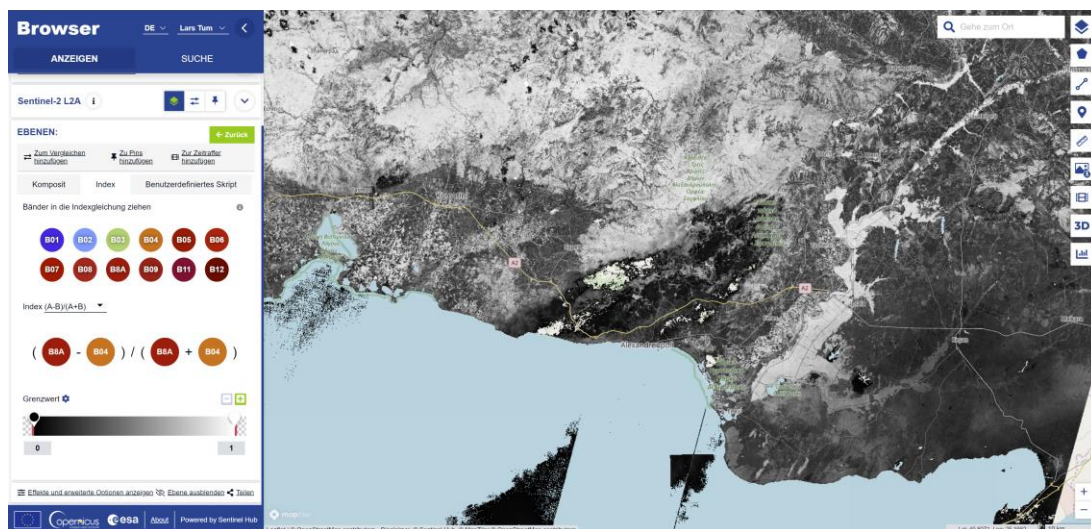 Browser
DE
Lars Tum
ANZEIGEN
SUCHE
Sentinel-2 L2A
EBENEN:
← Zurück
Zum Vergleichen hinzufügen
Zu Pins hinzufügen
Zur Zeitraffer hinzufügen
Komposit
Index
Benutzerdefiniertes Skript
Bänder in die Indexgleichung ziehen
B01 B02 B03 B04 B05 B06
B07 B08 B8A B09 B11 B12
Index (A-B)/(A+B)
( B8A - B04 ) / ( B8A + B04 )
Grenzwert
0 1
Effekte und erweiterte Optionen anzeigen
Ebene ausblenden
Teilen
Copernicus
esa
About
Powered by Sentinel Hub
Gehe zum Ort
3D
A2
A2